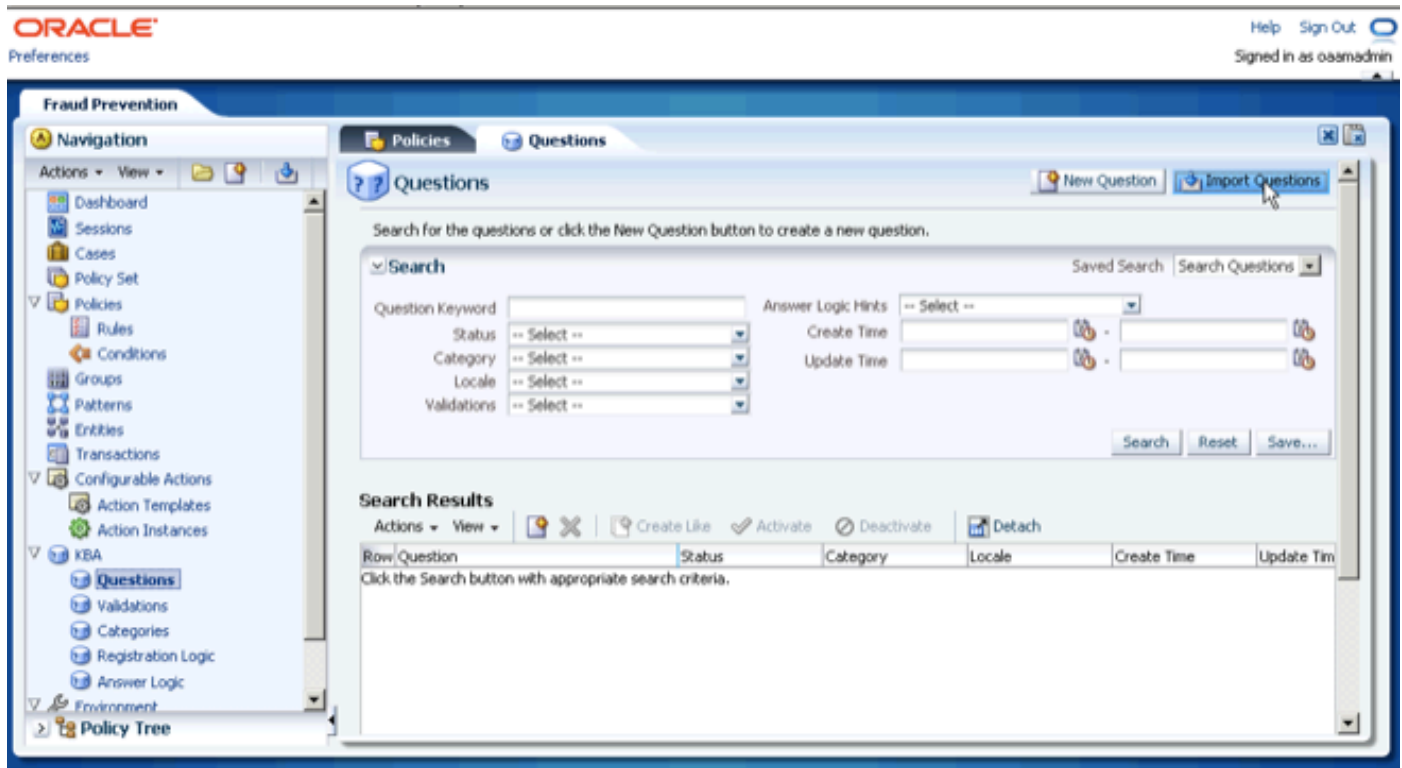 ORACLE
Help Sign Out
Preferences
Signed in as oaamadmin
Fraud Prevention
Navigation
Actions View
Dashboard
Sessions
Cases
Policy Set
Policies
Rules
Conditions
Groups
Patterns
Entities
Transactions
Configurable Actions
Action Templates
Action Instances
KBA
Questions
Validations
Categories
Registration Logic
Answer Logic
Environment
Policy Tree
Policies
Questions
? ? Questions
New Question
Import Questions
Search for the questions or click the New Question button to create a new question.
Search
Saved Search Search Questions
Question Keyword
Status -- Select --
Category -- Select --
Locale -- Select --
Validations -- Select --
Answer Logic Hints -- Select --
Create Time -
Update Time -
Search Reset Save...
Search Results
Actions View Create Like Activate Deactivate Detach
Row Question Status Category Locale Create Time Update Tim
Click the Search button with appropriate search criteria.